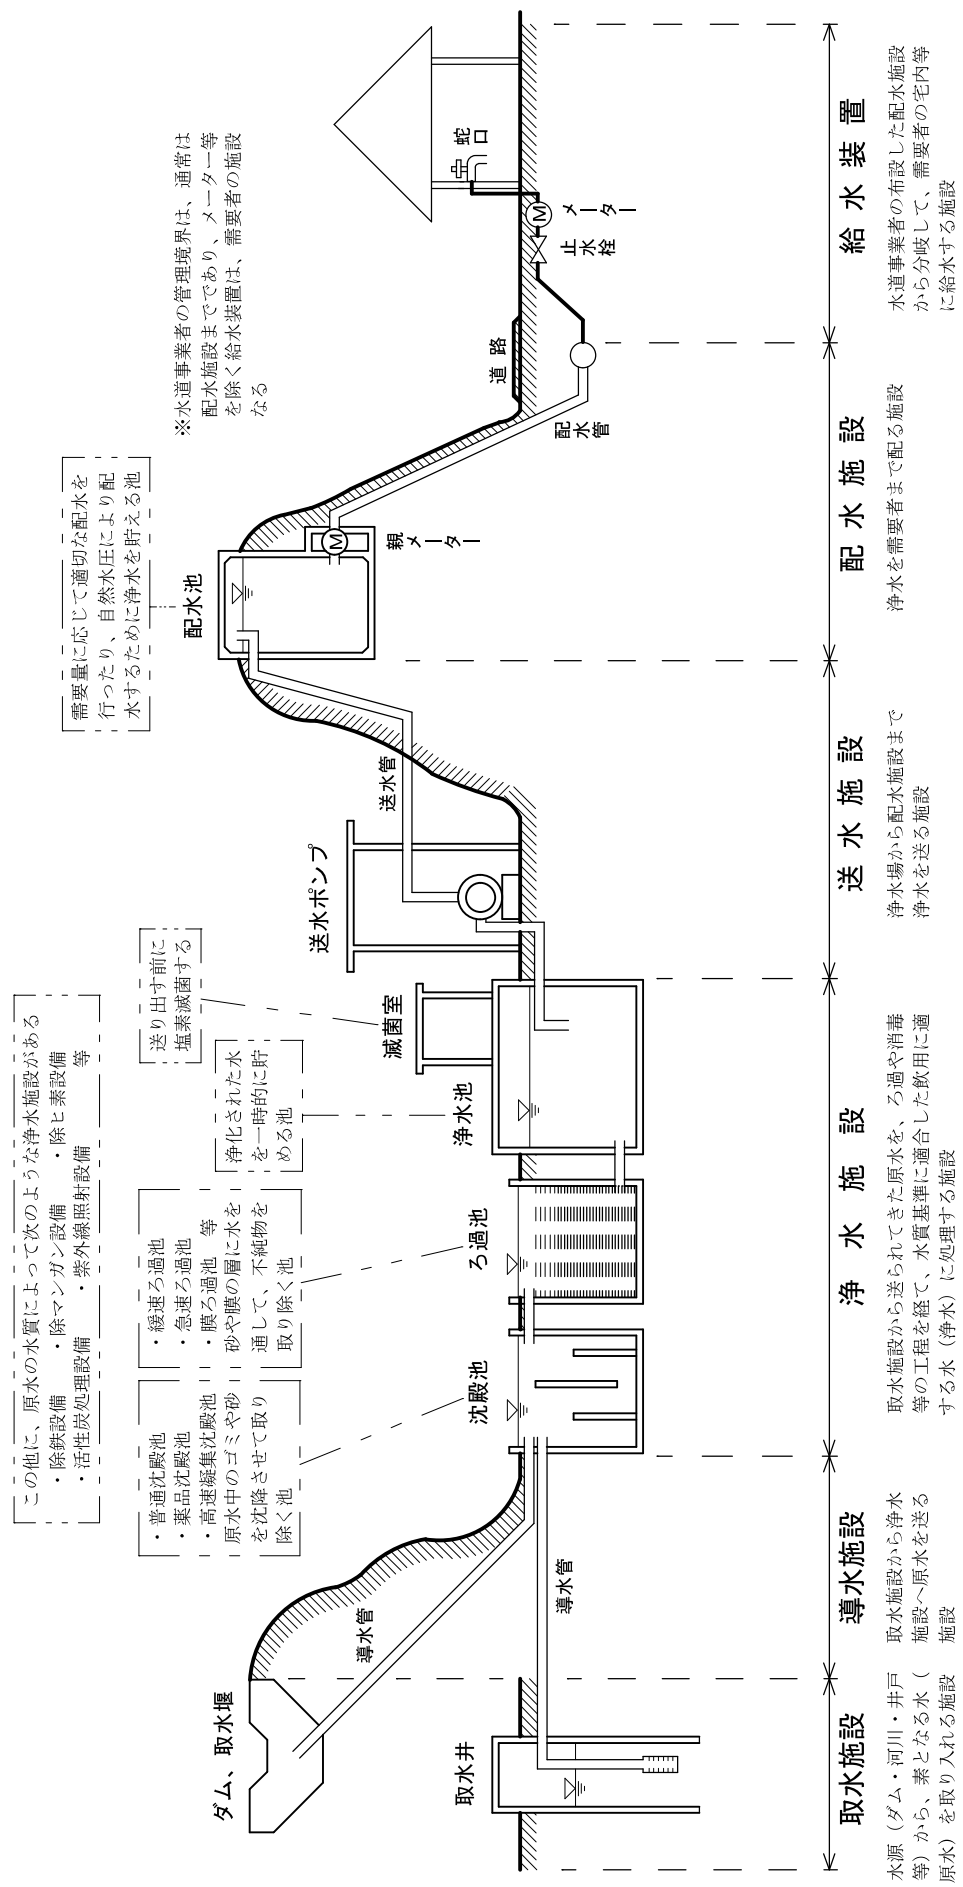 この他に、原水の水質によって次のような浄水施設がある
・除鉄設備　・除マンガン設備　・除ヒ素設備
・活性炭処理設備　・紫外線照射設備　等
・普通沈殿池
・薬品沈殿池
・高速凝集沈殿池
原水中のゴミや砂
を沈降させて取り
除く池
・緩速ろ過池
・急速ろ過池
・膜ろ過池　等
砂や膜の層に水を
通して、不純物を
取り除く池
浄化された水
を一時的に貯
める池
送り出す前に
塩素滅菌する
需要量に応じて適切な配水を
行ったり、自然水圧により配
水するために浄水を貯える池
※水道事業者の管理境界は、通常は
配水施設までであり、メーター等
を除く給水装置は、需要者の施設
なる
ダム、取水堰
取水井
導水管
導水管
沈殿池
ろ過池
浄水池
滅菌室
送水ポンプ
送水管
配水池
M
親メーター
配水管
道路
止水栓
M
メーター
蛇口
取水施設
水源（ダム・河川・井戸
等）から、素となる水（
原水）を取り入れる施設
導水施設
取水施設から浄水
施設へ原水を送る
施設
浄水施設
取水施設から送られてきた原水を、ろ過や消毒
等の工程を経て、水質基準に適合した飲用に適
する水（浄水）に処理する施設
送水施設
浄水場から配水施設まで
浄水を送る施設
配水施設
浄水を需要者まで配る施設
給水装置
水道事業者の布設した配水施設
から分岐して、需要者の宅内等
に給水する施設